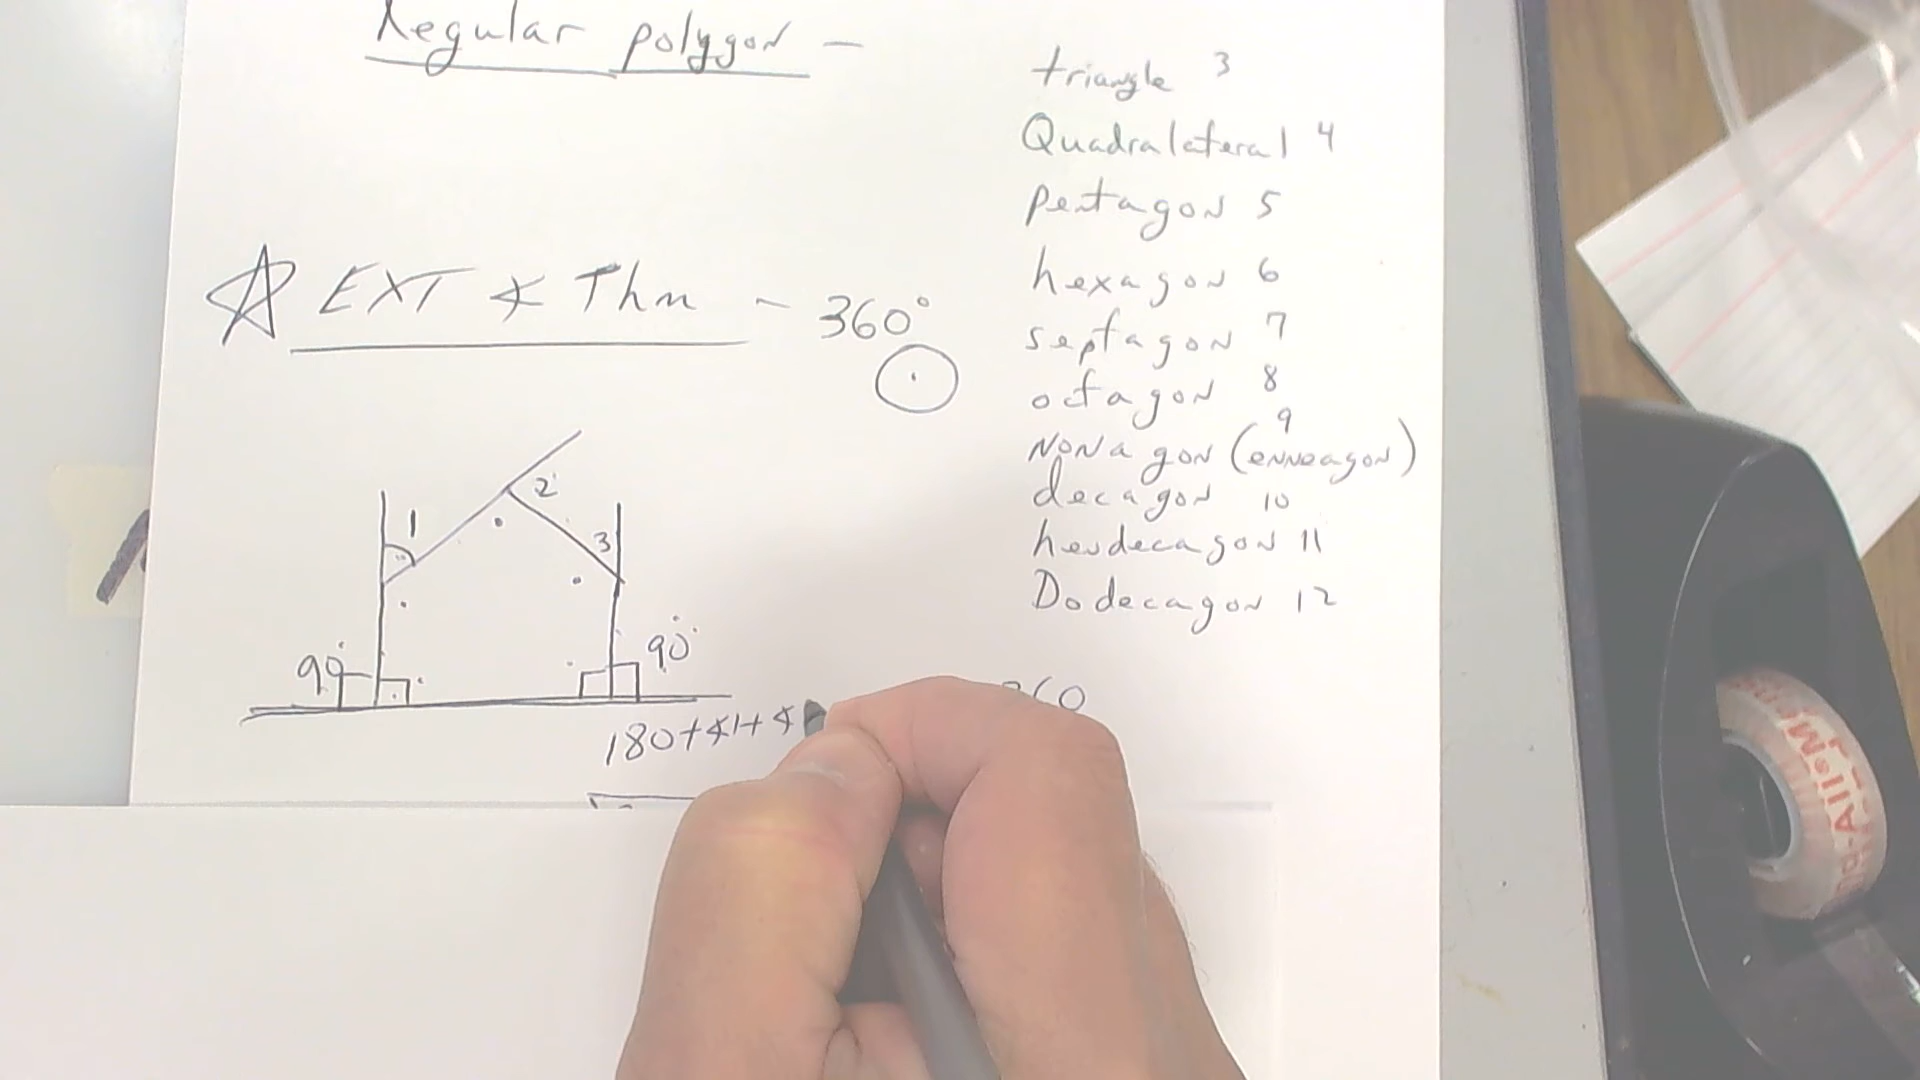 Regular polygon -
triangle 3
Quadralateral 4
pentagon 5
hexagon 6
septagon 7
octagon 8
Nonagon (enneagon) 9
decagon 10
hendecagon 11
Dodecagon 12
EXT ∡ Thm - 360°
1
2
3
90°
90°
180+∡1+∡
360